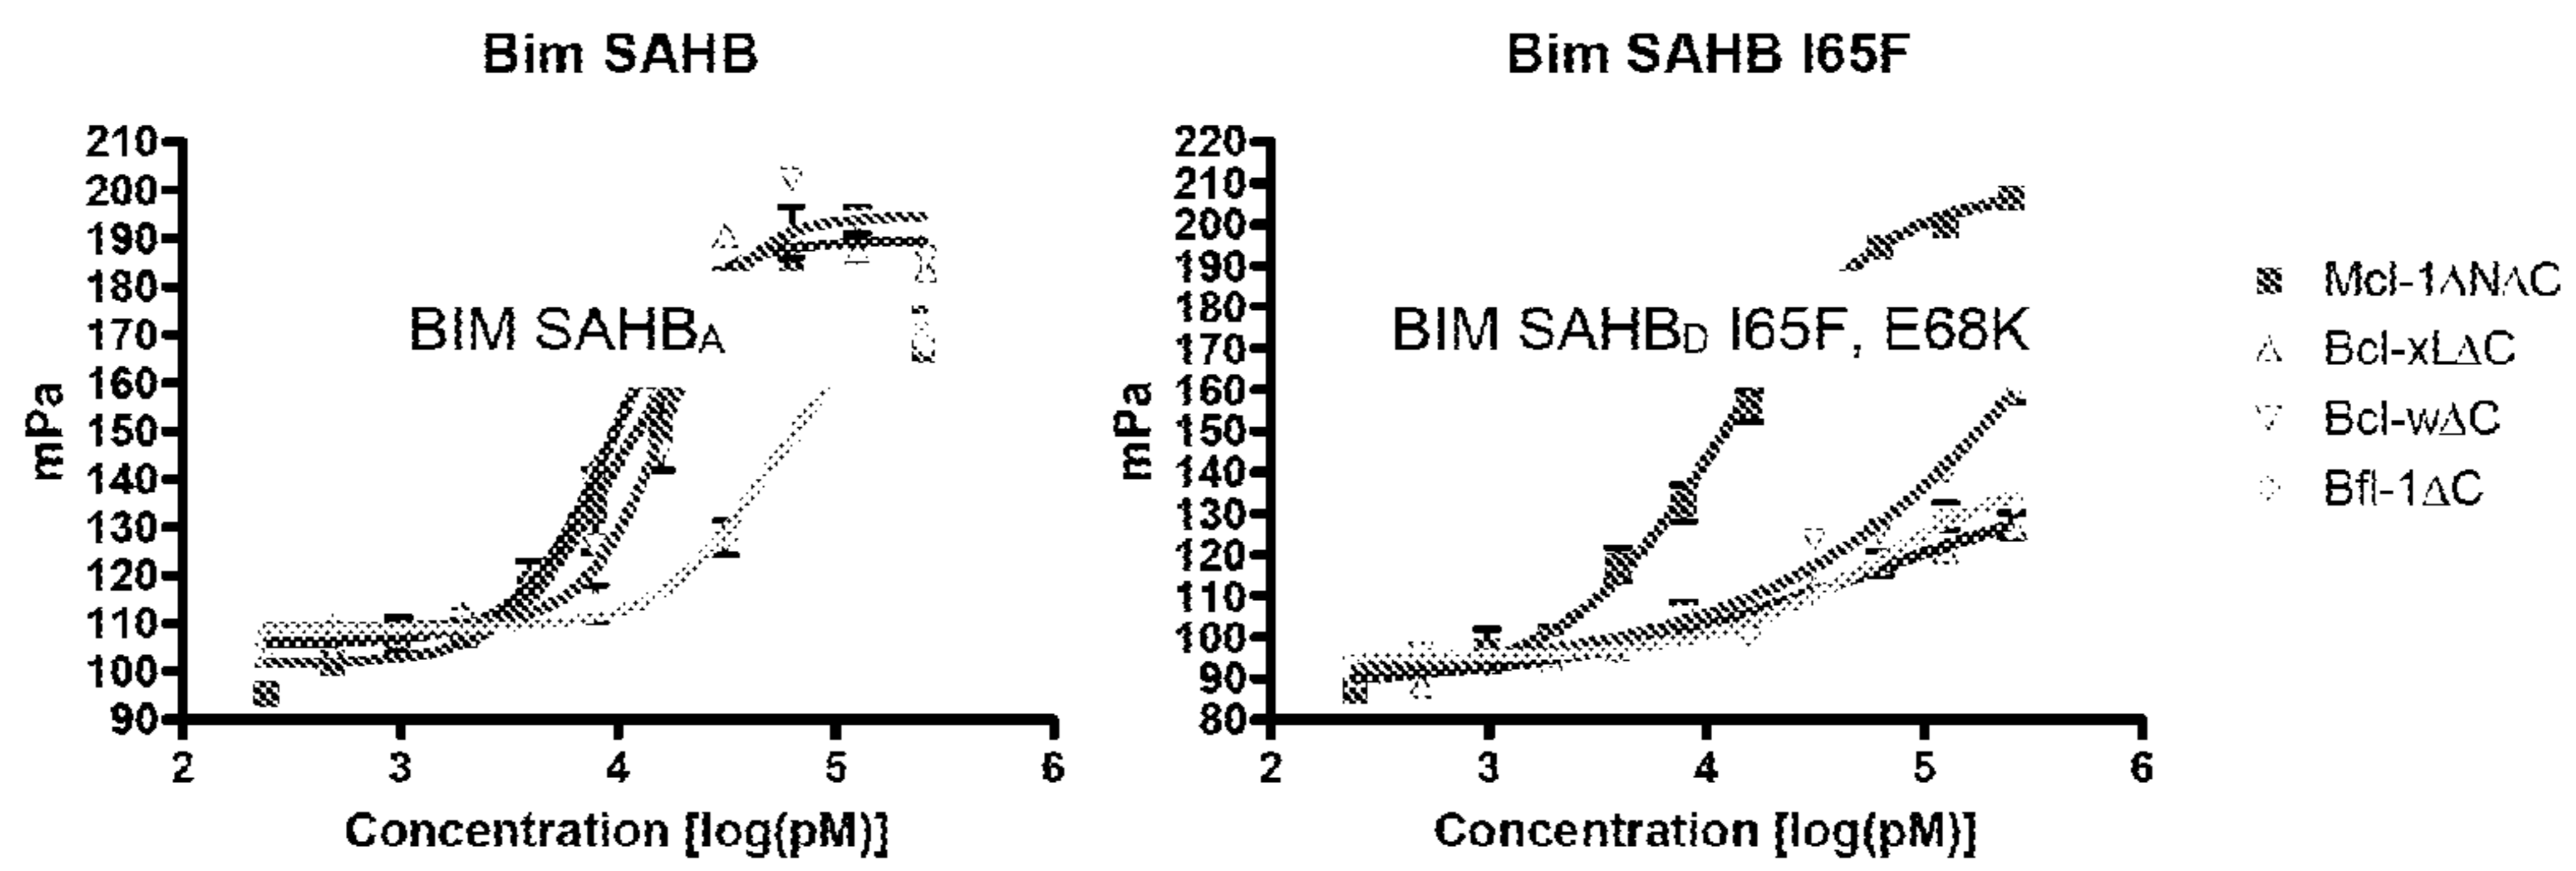 Bim SAHB
210
200
190
180
170
160
150
140
130
120
110
100
90
mPa
BIM SAHBA
2 3 4 5 6
Concentration [log(pM)]
Bim SAHB I65F
220
210
200
190
180
170
160
150
140
130
120
110
100
90
80
mPa
BIM SAHBD I65F, E68K
2 3 4 5 6
Concentration [log(pM)]
Mcl-1ΔNΔC
Bcl-xLΔC
Bcl-wΔC
Bfl-1ΔC